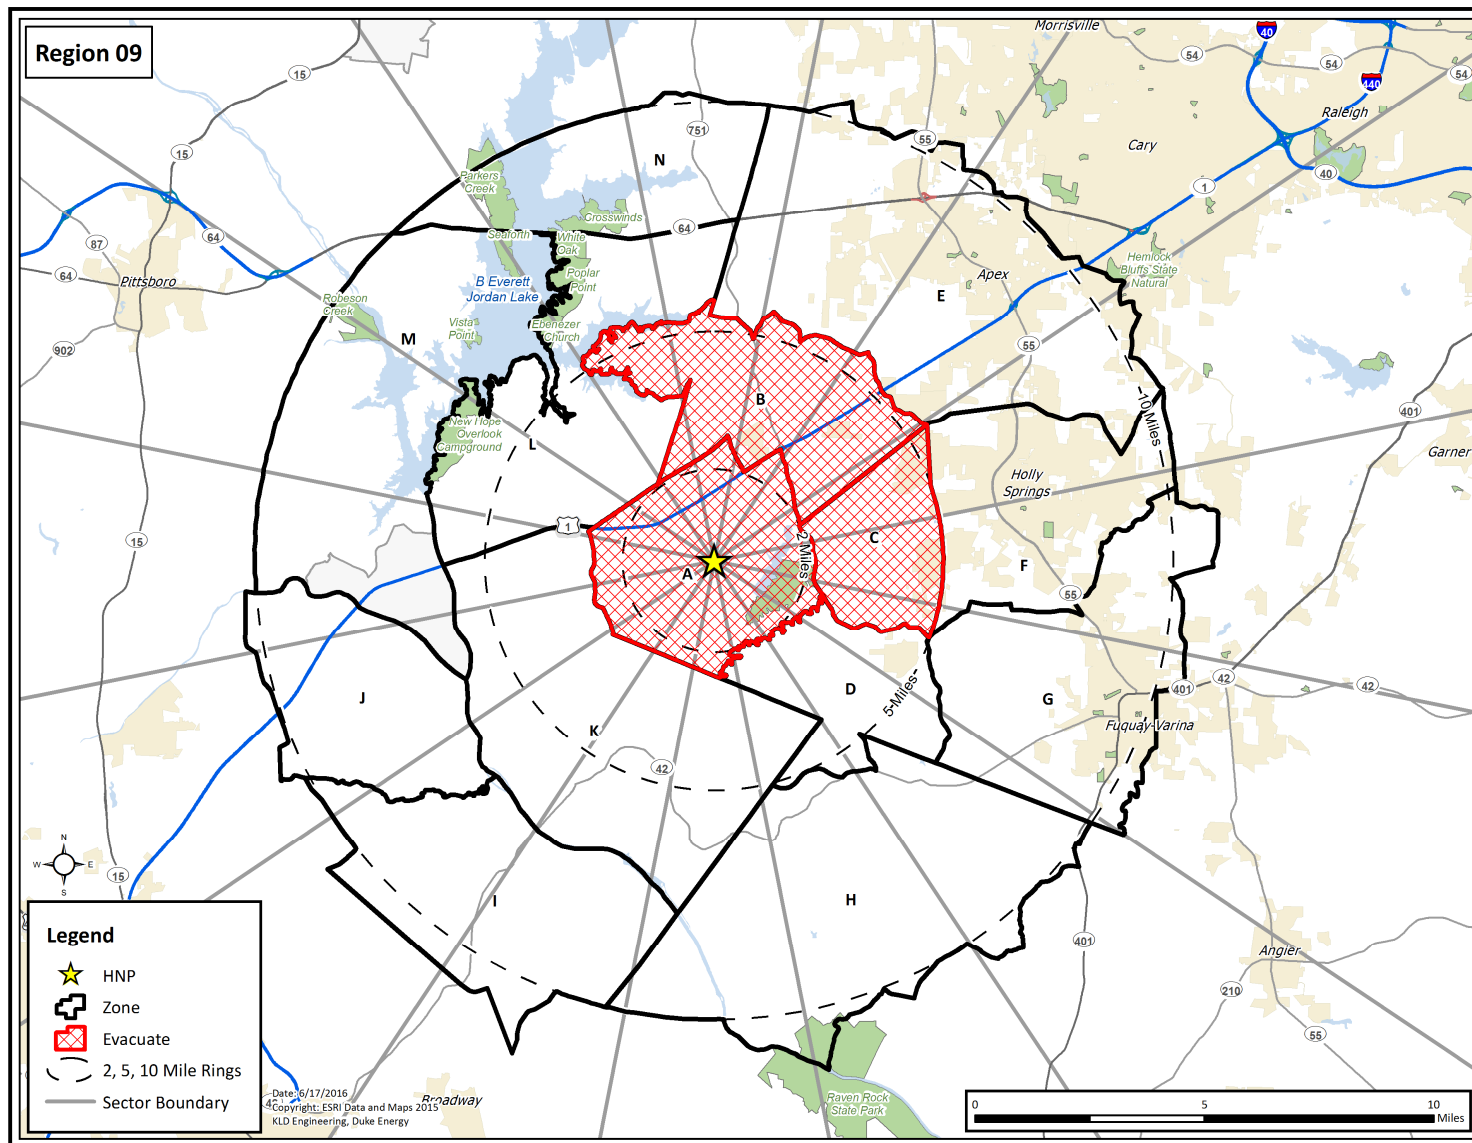 Region 09
Morrisville
40
54
54
54
440
Raleigh
15
751
55
Cary
15
N
40
Parkers
Creek
1
Crosswinds
64
Seaforth
White
Oak
87
64
64
Pittsboro
B Everett
Jordan Lake
Poplar
Point
Apex
Hemlock
Bluffs State
Natural
E
Robeson
Creek
Vista
Point
Ebenezer
Church
M
902
55
B
10 Miles
401
New Hope
Overlook
Campground
L
Garner
Holly
Springs
1
15
2 Miles
C
A
F
55
J
D
5-Miles
G
401
42
42
Fuquay-Varina
K
42
N
W
E
S
15
I
H
401
Angier
210
55
Legend
HNP
Zone
Evacuate
2, 5, 10 Mile Rings
Sector Boundary
42
Date: 6/17/2016
Copyright: ESRI Data and Maps 2015
KLD Engineering, Duke Energy
Broadway
Raven Rock
State Park
0
5
10
Miles